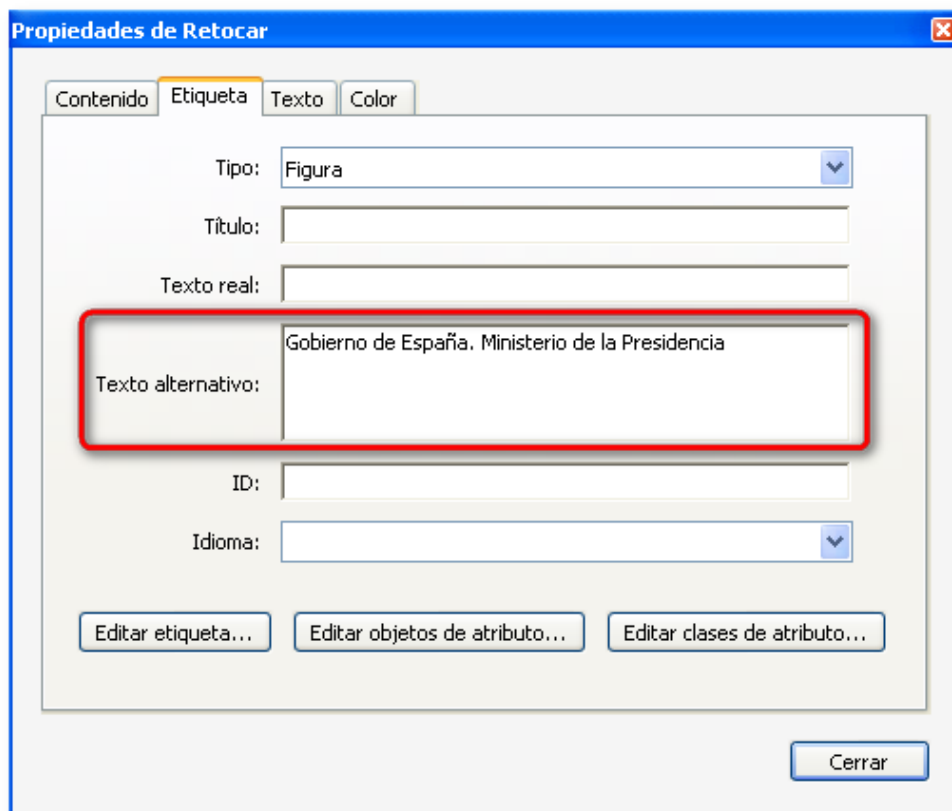 Propiedades de Retocar
Contenido Etiqueta Texto Color
Tipo: Figura
Título:
Texto real:
Gobierno de España. Ministerio de la Presidencia
Texto alternativo:
ID:
Idioma:
Editar etiqueta... Editar objetos de atributo... Editar clases de atributo...
Cerrar